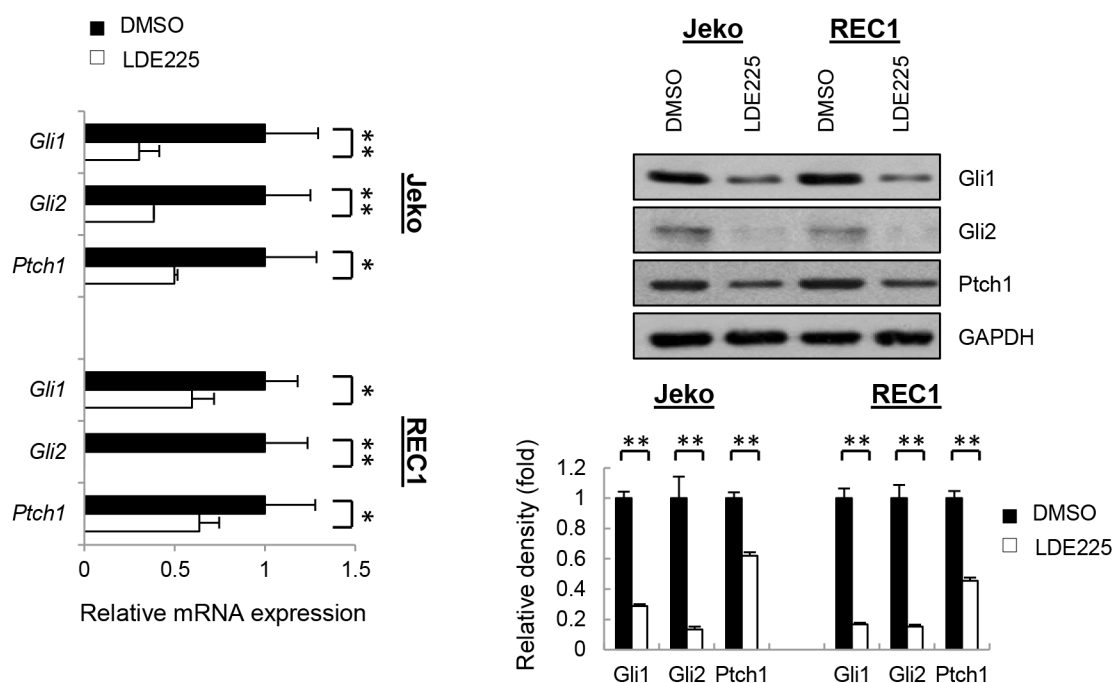 DMSO
LDE225
Gli1
**
Gli2
**
Jeko
Ptch1
*
Gli1
*
Gli2
**
REC1
Ptch1
*
0 0.5 1 1.5
Relative mRNA expression
Jeko REC1
DMSO LDE225 DMSO LDE225
Gli1
Gli2
Ptch1
GAPDH
Jeko REC1
** ** ** ** ** **
Relative density (fold)
1.2
1
0.8
0.6
0.4
0.2
0
Gli1 Gli2 Ptch1 Gli1 Gli2 Ptch1
DMSO
LDE225